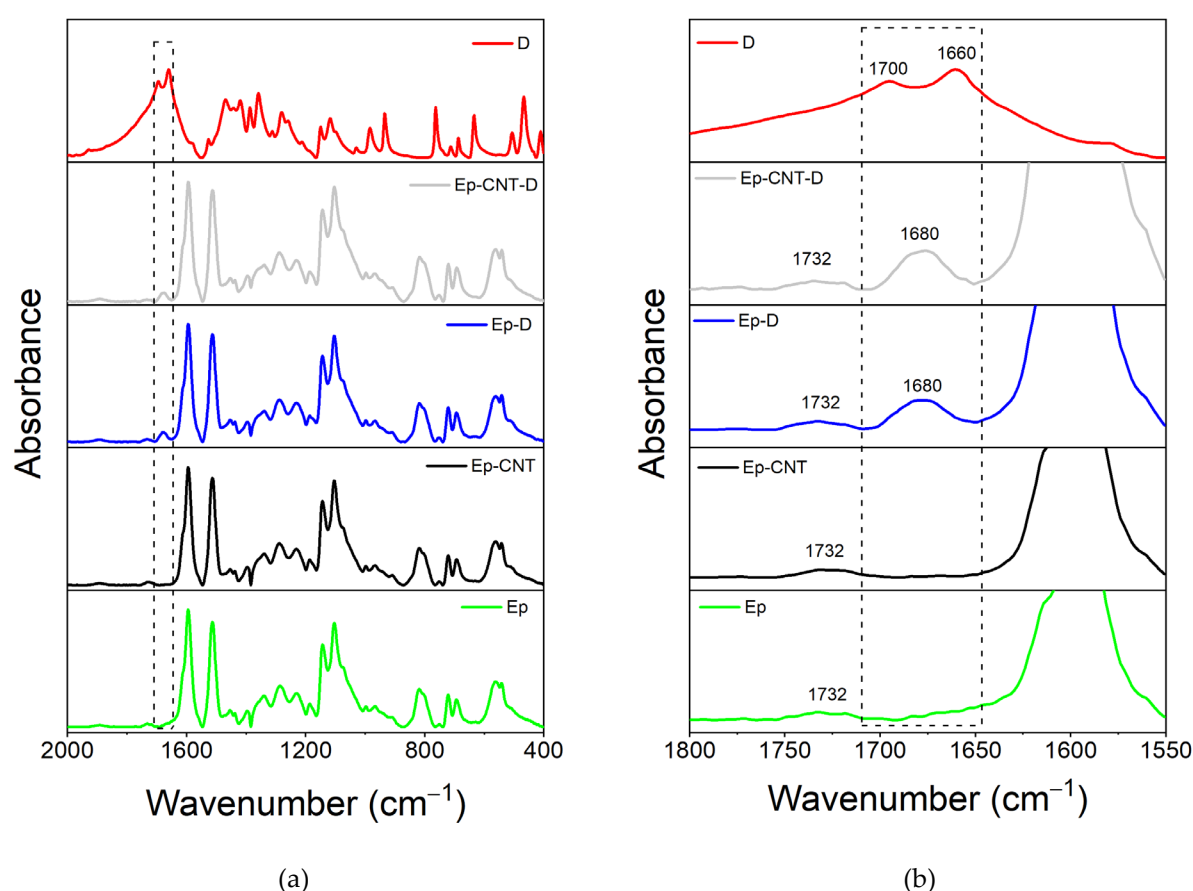 D
Ep-CNT-D
Ep-D
Ep-CNT
Ep
Absorbance
2000 1600 1200 800 400
Wavenumber (cm⁻¹)
(a)
D
1700 1660
Ep-CNT-D
1732 1680
Ep-D
1732 1680
Ep-CNT
1732
Ep
1732
Absorbance
1800 1750 1700 1650 1600 1550
Wavenumber (cm⁻¹)
(b)